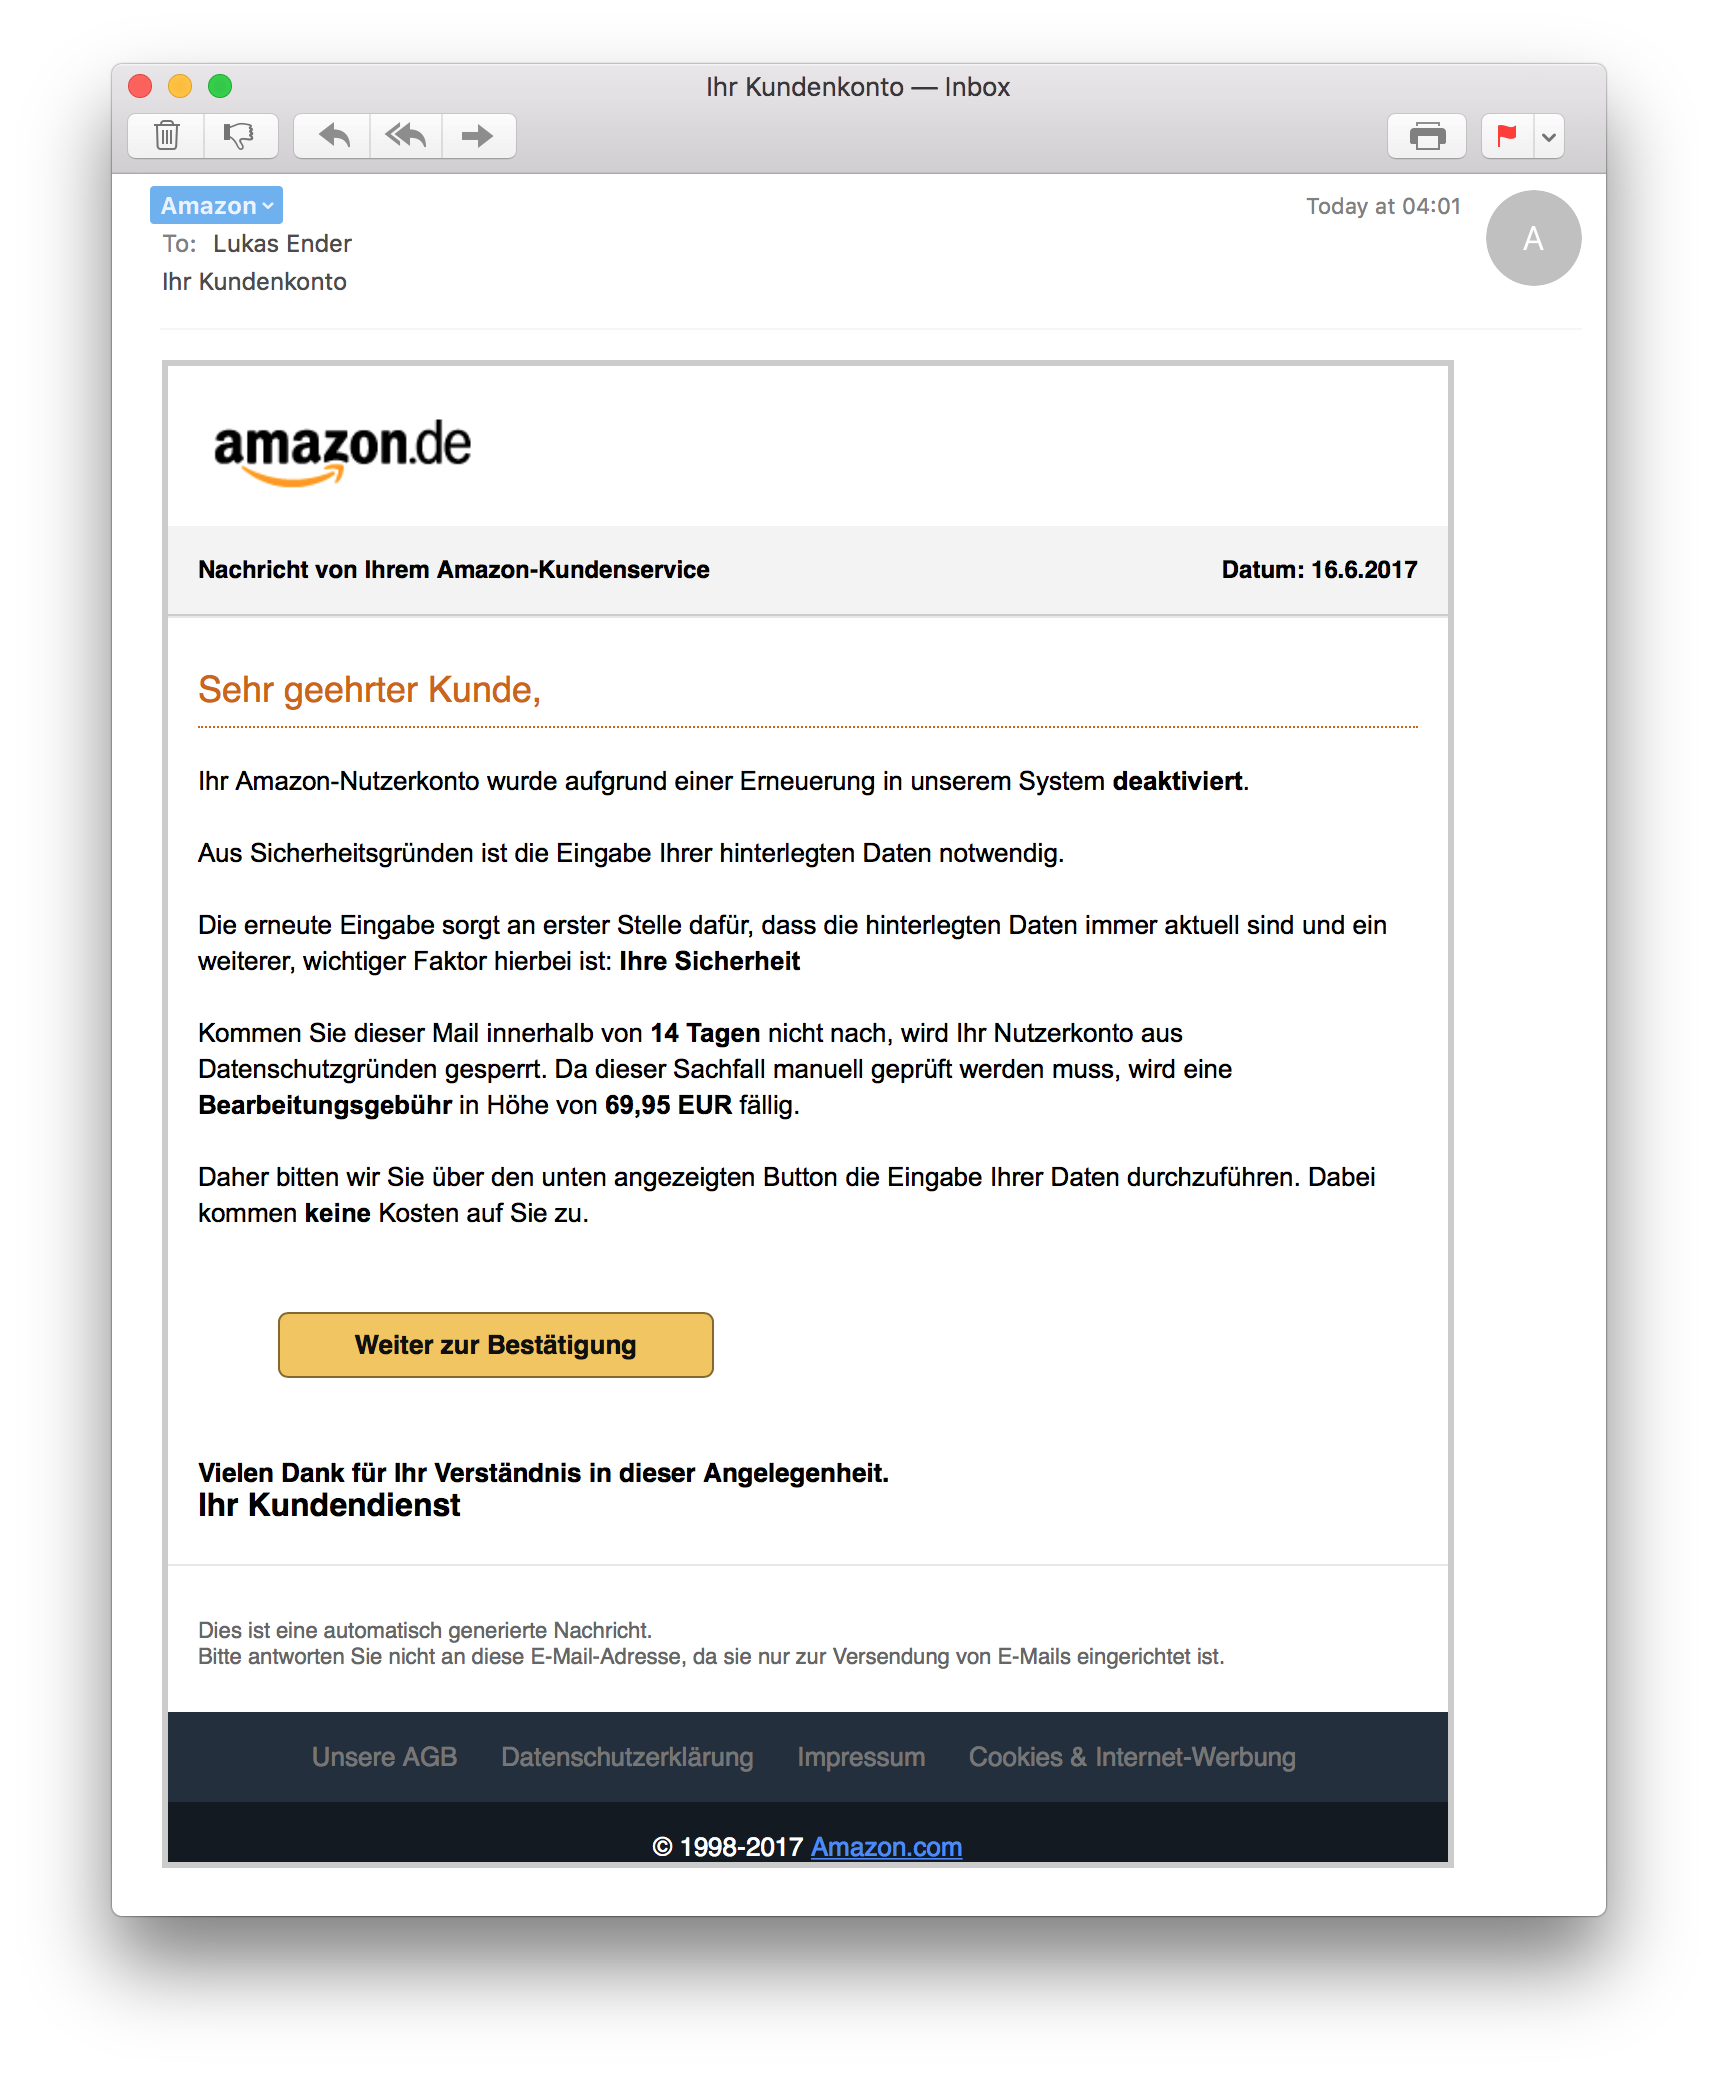 Ihr Kundenkonto — Inbox
Amazon
Today at 04:01
A
To: Lukas Ender
Ihr Kundenkonto
amazon.de
Nachricht von Ihrem Amazon-Kundenservice
Datum: 16.6.2017
Sehr geehrter Kunde,
Ihr Amazon-Nutzerkonto wurde aufgrund einer Erneuerung in unserem System deaktiviert.
Aus Sicherheitsgründen ist die Eingabe Ihrer hinterlegten Daten notwendig.
Die erneute Eingabe sorgt an erster Stelle dafür, dass die hinterlegten Daten immer aktuell sind und ein
weiterer, wichtiger Faktor hierbei ist: Ihre Sicherheit
Kommen Sie dieser Mail innerhalb von 14 Tagen nicht nach, wird Ihr Nutzerkonto aus
Datenschutzgründen gesperrt. Da dieser Sachfall manuell geprüft werden muss, wird eine
Bearbeitungsgebühr in Höhe von 69,95 EUR fällig.
Daher bitten wir Sie über den unten angezeigten Button die Eingabe Ihrer Daten durchzuführen. Dabei
kommen keine Kosten auf Sie zu.
Weiter zur Bestätigung
Vielen Dank für Ihr Verständnis in dieser Angelegenheit.
Ihr Kundendienst
Dies ist eine automatisch generierte Nachricht.
Bitte antworten Sie nicht an diese E-Mail-Adresse, da sie nur zur Versendung von E-Mails eingerichtet ist.
Unsere AGB Datenschutzerklärung Impressum Cookies & Internet-Werbung
© 1998-2017 Amazon.com